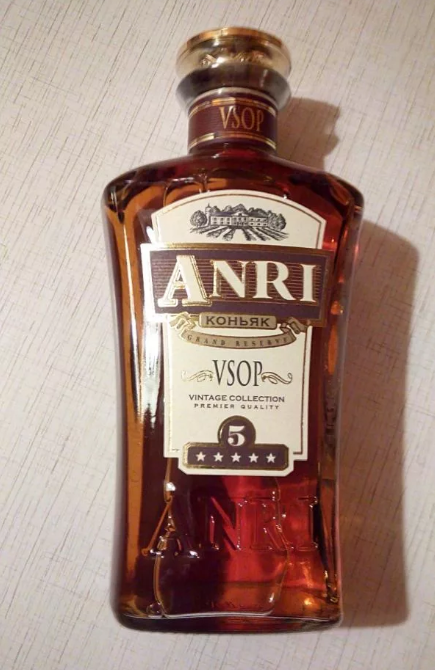 VSOP
ANRI
КОНЬЯК
GRAND RESERVE
VSOP
VINTAGE COLLECTION
PREMIER QUALITY
5
ANRI